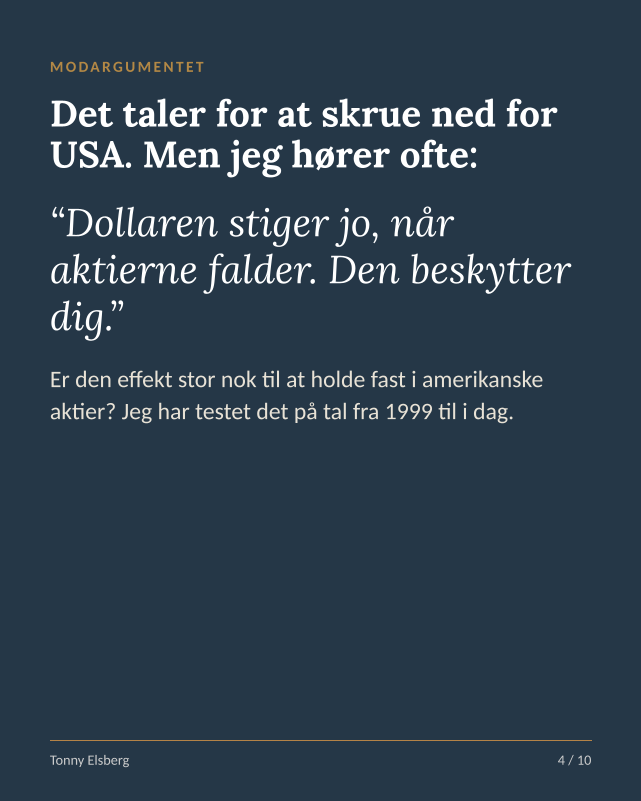 MODARGUMENTET
Det taler for at skrue ned for
USA. Men jeg hører ofte:
“Dollaren stiger jo, når
aktierne falder. Den beskytter
dig.”
Er den effekt stor nok til at holde fast i amerikanske
aktier? Jeg har testet det på tal fra 1999 til i dag.
Tonny Elsberg
4 / 10